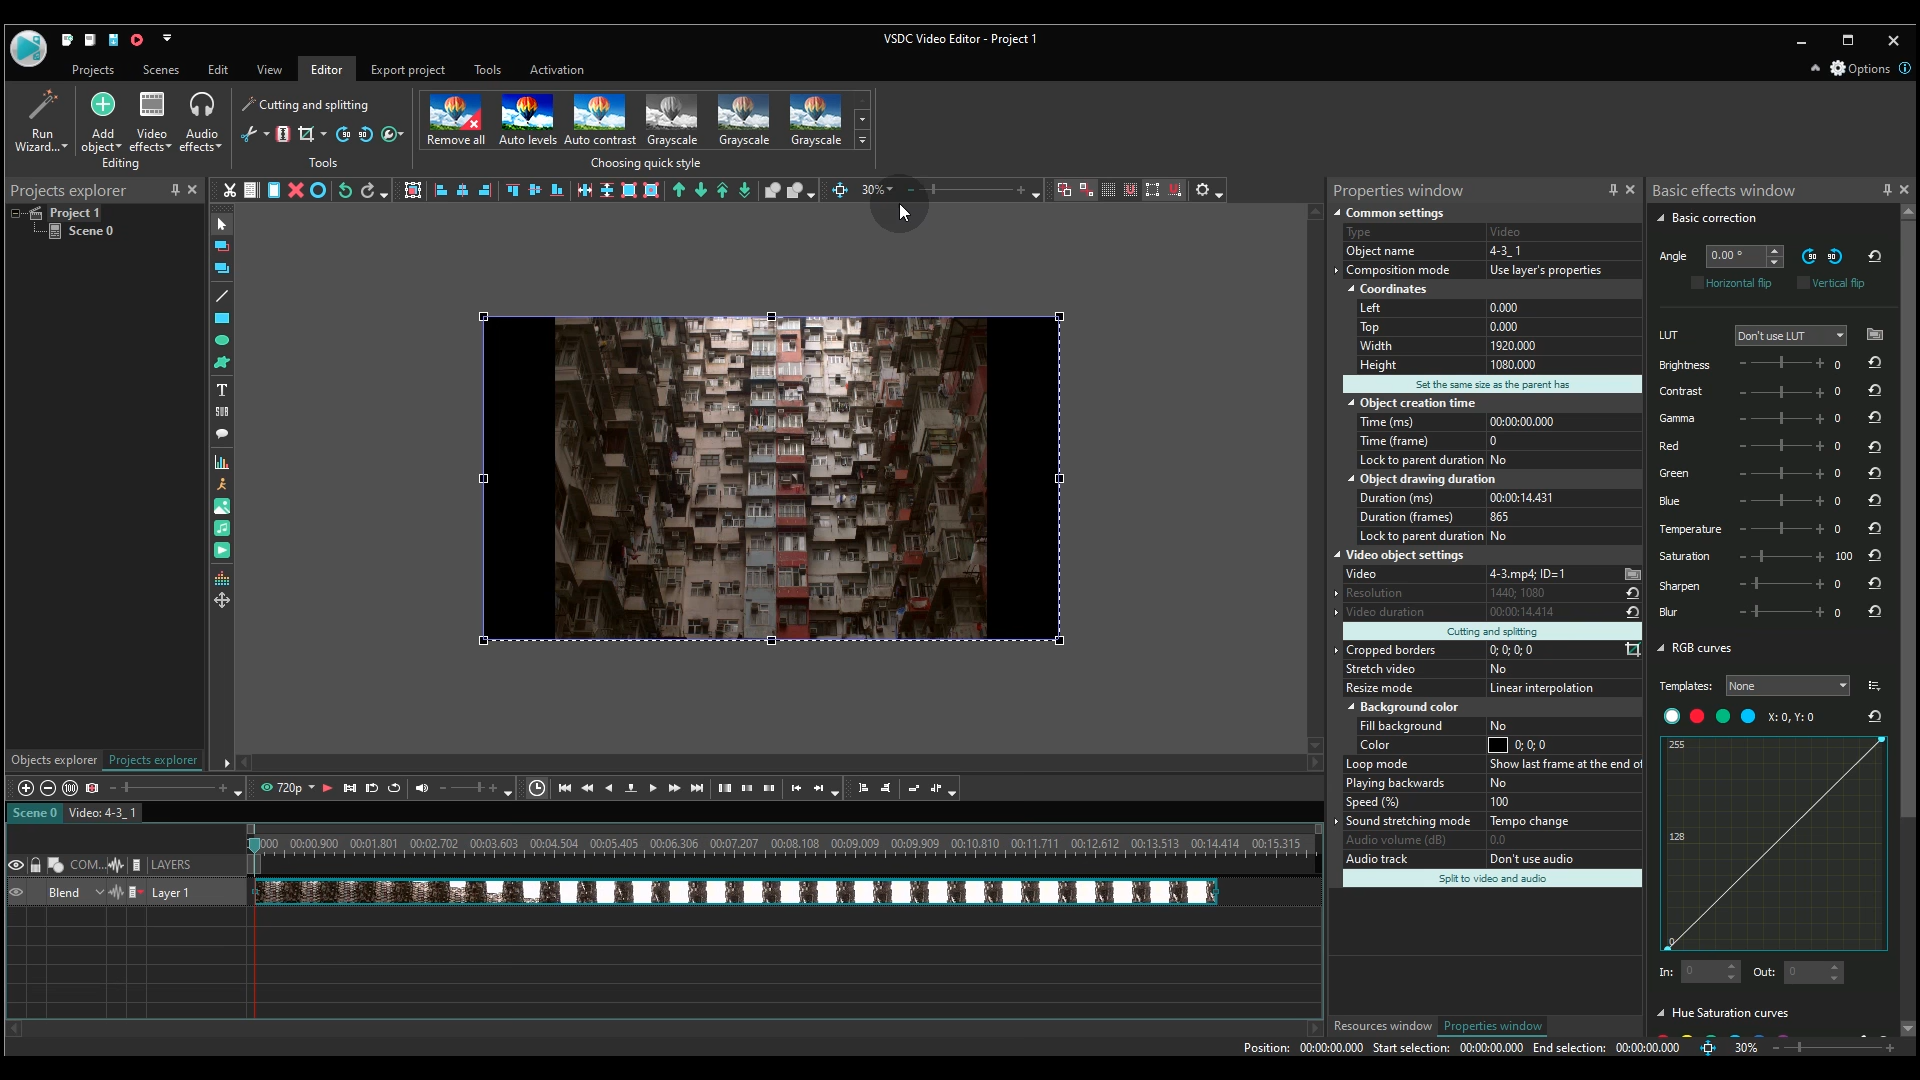 VSDC Video Editor - Project 1
Projects Scenes Edit View Editor Export project Tools Activation
Options
Run Wizard...
Add object
Video effects
Audio effects
Editing
Cutting and splitting
Tools
Remove all
Auto levels
Auto contrast
Grayscale
Grayscale
Grayscale
Choosing quick style
Projects explorer
Project 1
Scene 0
30%
T
SUB
Objects explorer
Projects explorer
Properties window
Common settings
Type Video
Object name 4-3_ 1
Composition mode Use layer's properties
Coordinates
Left 0.000
Top 0.000
Width 1920.000
Height 1080.000
Set the same size as the parent has
Object creation time
Time (ms) 00:00:00.000
Time (frame) 0
Lock to parent duration No
Object drawing duration
Duration (ms) 00:00:14.431
Duration (frames) 865
Lock to parent duration No
Video object settings
Video 4-3.mp4; ID=1
Resolution 1440; 1080
Video duration 00:00:14.414
Cutting and splitting
Cropped borders 0; 0; 0; 0
Stretch video No
Resize mode Linear interpolation
Background color
Fill background No
Color 0; 0; 0
Loop mode Show last frame at the end of
Playing backwards No
Speed (%) 100
Sound stretching mode Tempo change
Audio volume (dB) 0.0
Audio track Don't use audio
Split to video and audio
Resources window
Properties window
Basic effects window
Basic correction
Angle 0.00 ° 90 90
Horizontal flip Vertical flip
LUT Don't use LUT
Brightness 0
Contrast 0
Gamma 0
Red 0
Green 0
Blue 0
Temperature 0
Saturation 100
Sharpen 0
Blur 0
RGB curves
Templates: None
X: 0, Y: 0
255
128
0
In: 0 Out: 0
Hue Saturation curves
720p
Scene 0 Video: 4-3_ 1
000 00:00.900 00:01.801 00:02.702 00:03.603 00:04.504 00:05.405 00:06.306 00:07.207 00:08.108 00:09.009 00:09.909 00:10.810 00:11.711 00:12.612 00:13.513 00:14.414 00:15.315
COM... LAYERS
Blend Layer 1
Position: 00:00:00.000 Start selection: 00:00:00.000 End selection: 00:00:00.000 30%